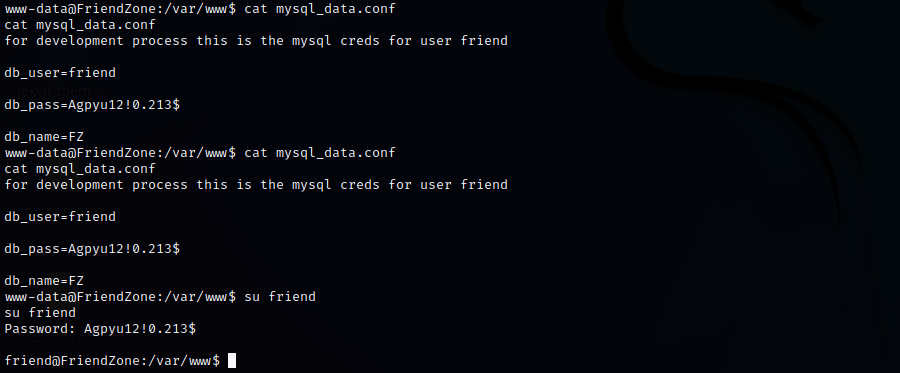 www-data@FriendZone:/var/www$ cat mysql_data.conf
cat mysql_data.conf
for development process this is the mysql creds for user friend
db_user=friend
db_pass=Agpyu12!0.213$
db_name=FZ
www-data@FriendZone:/var/www$ cat mysql_data.conf
cat mysql_data.conf
for development process this is the mysql creds for user friend
db_user=friend
db_pass=Agpyu12!0.213$
db_name=FZ
www-data@FriendZone:/var/www$ su friend
su friend
Password: Agpyu12!0.213$
friend@FriendZone:/var/www$